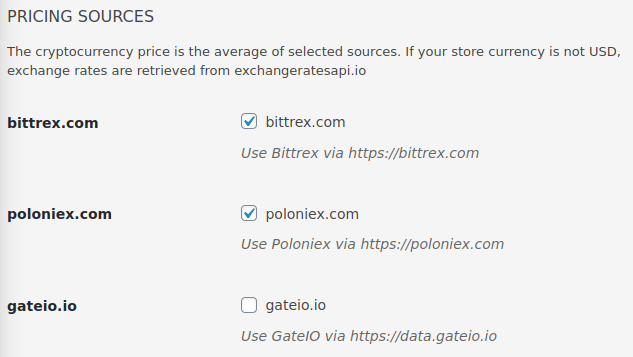 PRICING SOURCES
The cryptocurrency price is the average of selected sources. If your store currency is not USD,
exchange rates are retrieved from exchangeratesapi.io
bittrex.com
bittrex.com
Use Bittrex via https://bittrex.com
poloniex.com
poloniex.com
Use Poloniex via https://poloniex.com
gateio.io
gateio.io
Use GateIO via https://data.gateio.io